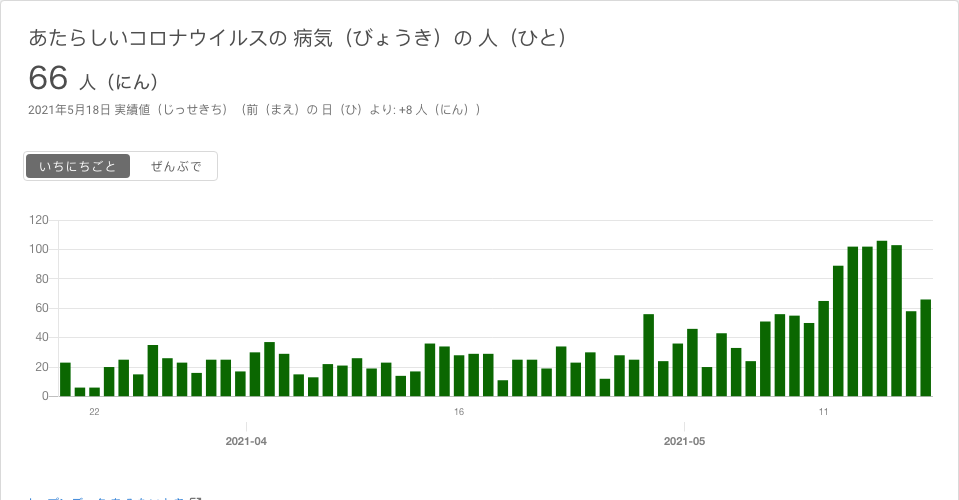 あたらしいコロナウイルスの 病気（びょうき）の 人（ひと）
66 人（にん）
2021年5月18日 実績値（じっせきち）（前（まえ）の 日（ひ）より: +8 人（にん））
いちにちごと ぜんぶで
120
100
80
60
40
20
0
22 16 11
2021-04 2021-05